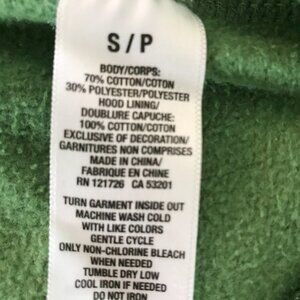 S / P
BODY/CORPS:
70% COTTON/COTON
30% POLYESTER/POLYESTER
HOOD LINING/
DOUBLURE CAPUCHE:
100% COTTON/COTON
EXCLUSIVE OF DECORATION/
GARNITURES NON COMPRISES
MADE IN CHINA/
FABRIQUE EN CHINE
RN 121726 CA 53201
TURN GARMENT INSIDE OUT
MACHINE WASH COLD
WITH LIKE COLORS
GENTLE CYCLE
ONLY NON-CHLORINE BLEACH
WHEN NEEDED
TUMBLE DRY LOW
COOL IRON IF NEEDED
DO NOT IRON